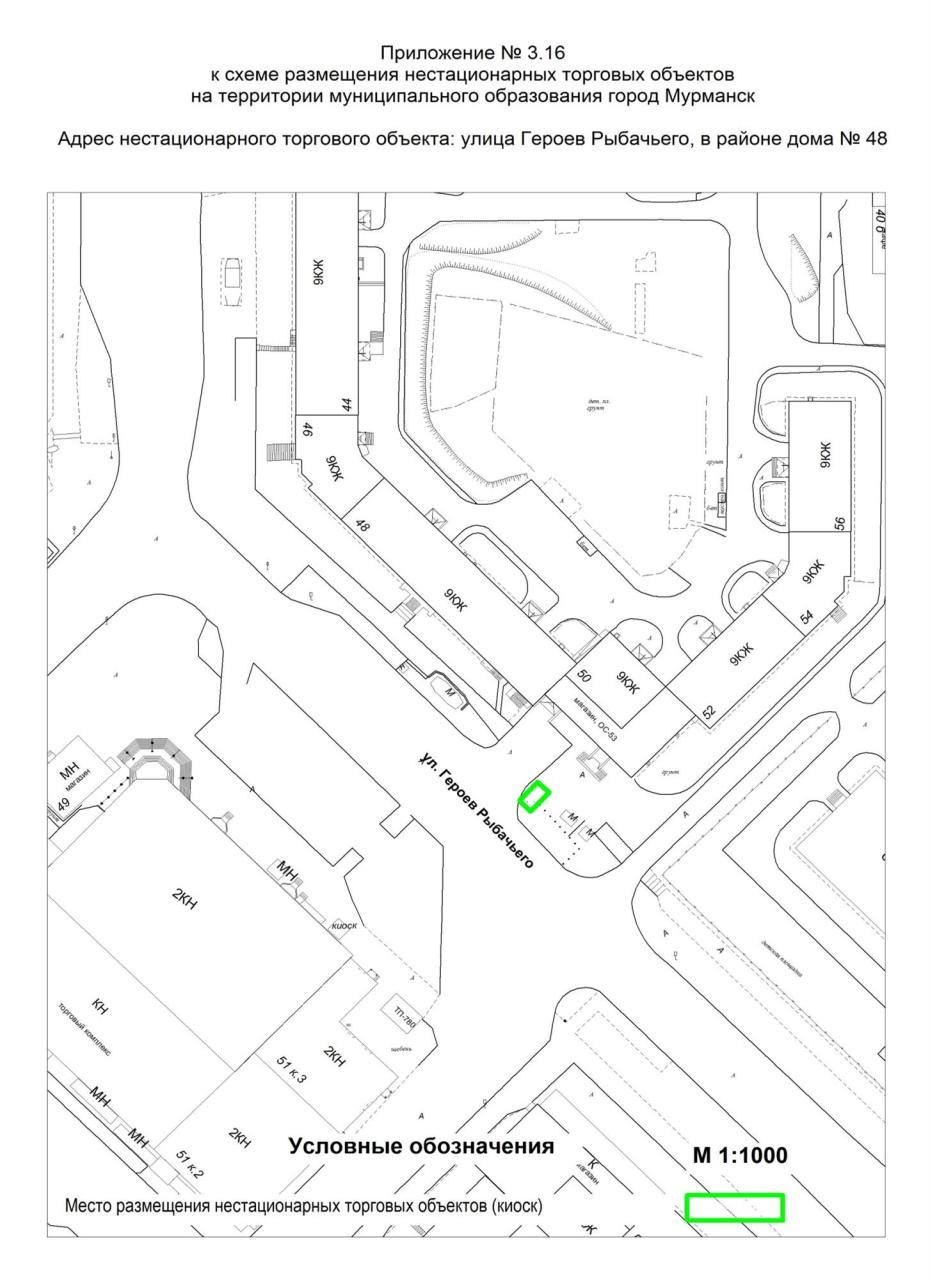 Приложение № 3.16
к схеме размещения нестационарных торговых объектов
на территории муниципального образования город Мурманск
Адрес нестационарного торгового объекта: улица Героев Рыбачьего, в районе дома № 48
40 б
А
9КЖ
44
46
9КЖ
48
9КЖ
дет. пл.
грунт
грунт
А
А
А
9КЖ
56
9КЖ
54
9КЖ
52
9КЖ
50
магазин, ОС-53
грунт
А
М
ул. Героев Рыбачьего
М
М
А
МН
магазин
49
А
МН
киоск
2КН
КН
торговый комплекс
ТП-780
щебень
2КН
51 к.3
2КН
51 к.2
МН
МН
А
А
А
детская площадка
А
К
Условные обозначения
М 1:1000
Место размещения нестационарных торговых объектов (киоск)